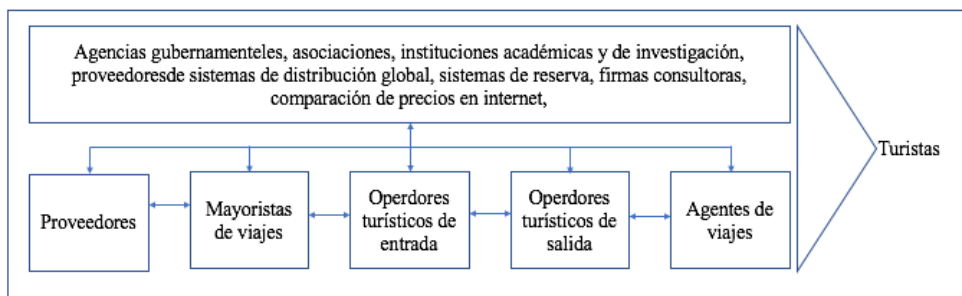 Agencias gubernamenteles, asociaciones, instituciones académicas y de investigación,
proveedoresde sistemas de distribución global, sistemas de reserva, firmas consultoras,
comparación de precios en internet,
Turistas
Proveedores
Mayoristas
de viajes
Operdores
turísticos de
entrada
Operdores
turísticos de
salida
Agentes de
viajes